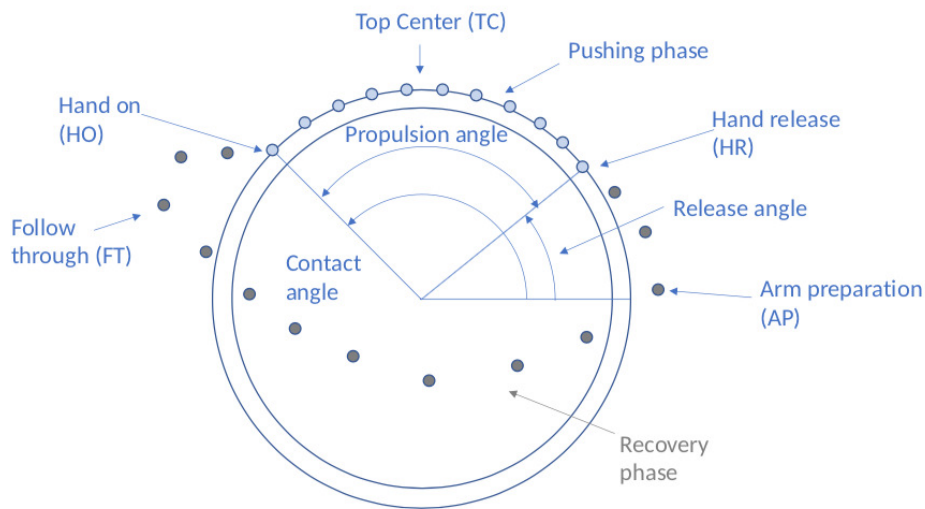 Top Center (TC)
Pushing phase
Hand on
(HO)
Hand release
(HR)
Propulsion angle
Release angle
Follow
through (FT)
Contact
angle
Arm preparation
(AP)
Recovery
phase